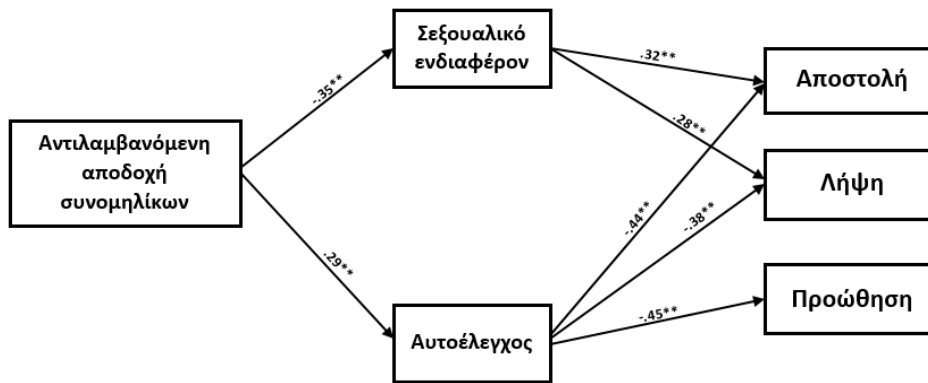 Σεξουαλικό
ενδιαφέρον
.32**
Αποστολή
-.35**
.28**
Αντιλαμβανόμενη
αποδοχή
συνομηλίκων
Λήψη
-.44**
-.38**
.29**
Προώθηση
-.45**
Αυτοέλεγχος